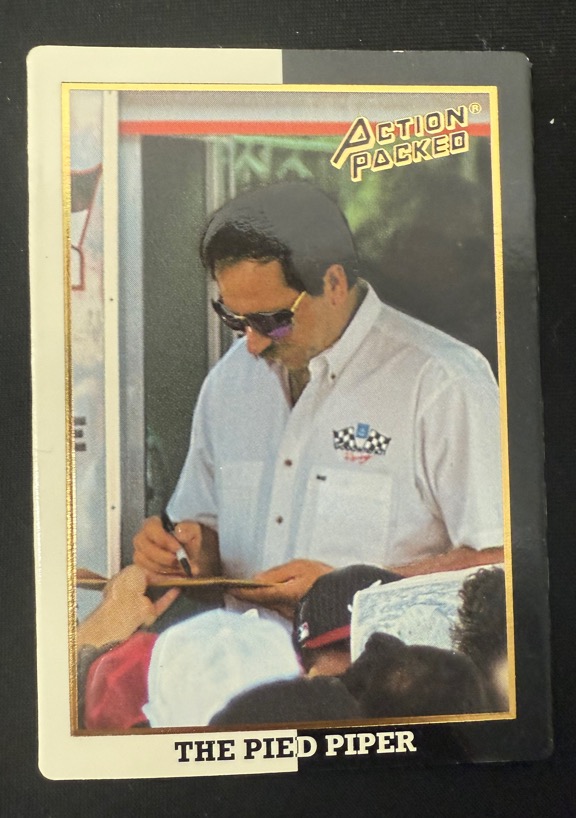 ACTION
PACKED®
THE PIED PIPER